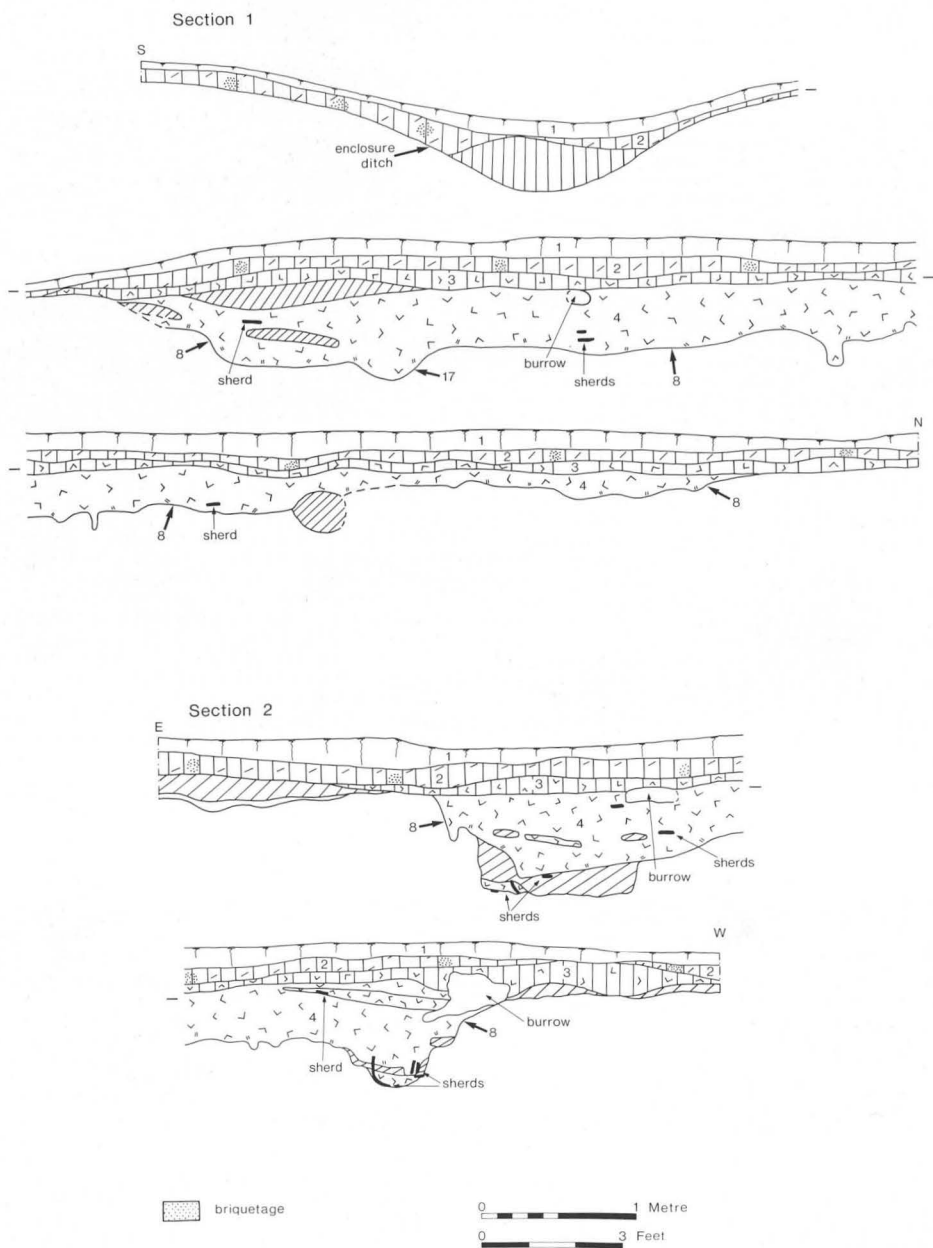 Section 1
S
1
2
enclosure
ditch
1
2
3
4
8
sherd
17
burrow
sherds
8
N
1
2
3
4
8
sherd
8
Section 2
E
1
2
3
4
8
sherds
burrow
sherds
W
1
2
3
2
4
burrow
8
sherd
sherds
briquetage
0 1 Metre
0 3 Feet